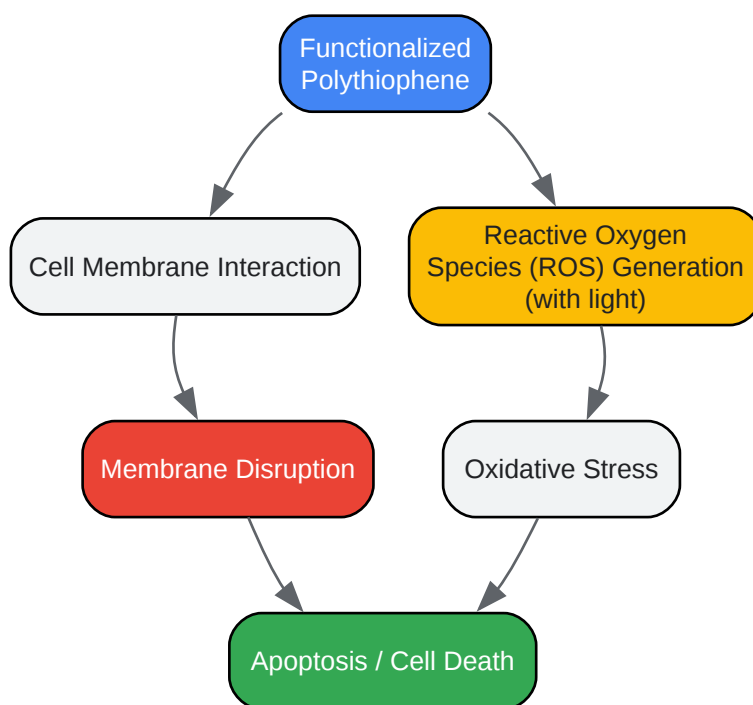 Functionalized
Polythiophene
Cell Membrane Interaction
Reactive Oxygen
Species (ROS) Generation
(with light)
Membrane Disruption
Oxidative Stress
Apoptosis / Cell Death